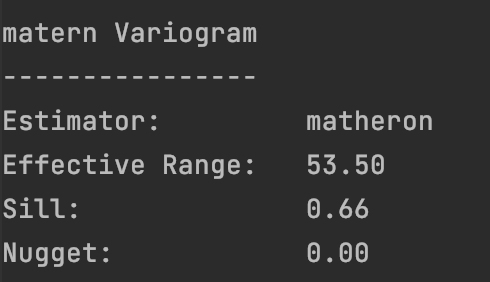 matern Variogram
----------------
Estimator: matheron
Effective Range: 53.50
Sill: 0.66
Nugget: 0.00